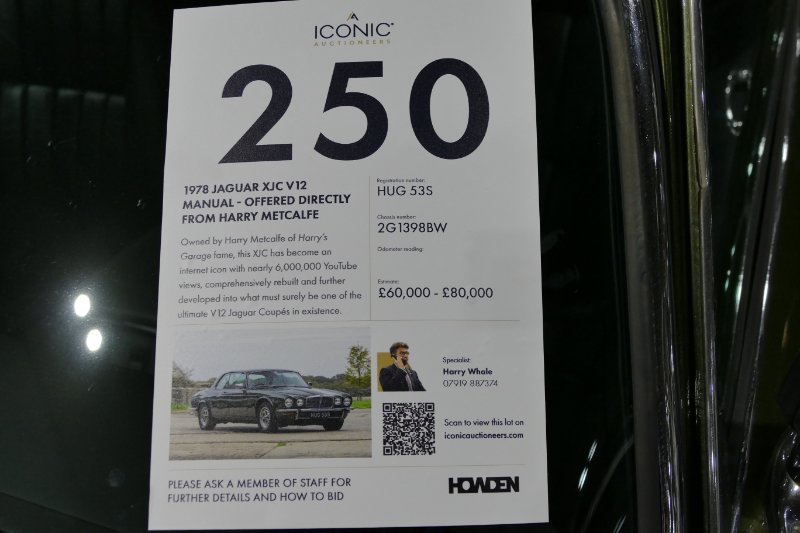 ICONIC
AUCTIONEERS
250
1978 JAGUAR XJC V12
MANUAL - OFFERED DIRECTLY
FROM HARRY METCALFE
Owned by Harry Metcalfe of Harry's
Garage fame, this XJC has become an
internet icon with nearly 6,000,000 YouTube
views, comprehensively rebuilt and further
developed into what must surely be one of the
ultimate V12 Jaguar Coupés in existence.
Registration number:
HUG 53S
Chassis number:
2G1398BW
Odometer reading:
Estimate:
£60,000 - £80,000
HUG 53S
Specialist:
Harry Whale
07919 887374
Scan to view this lot on
iconicauctioneers.com
PLEASE ASK A MEMBER OF STAFF FOR
FURTHER DETAILS AND HOW TO BID
HOWDEN